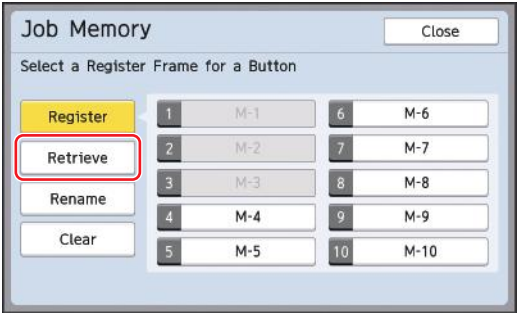 Job Memory
Close
Select a Register Frame for a Button
Register
Retrieve
Rename
Clear
1 M-1
2 M-2
3 M-3
4 M-4
5 M-5
6 M-6
7 M-7
8 M-8
9 M-9
10 M-10